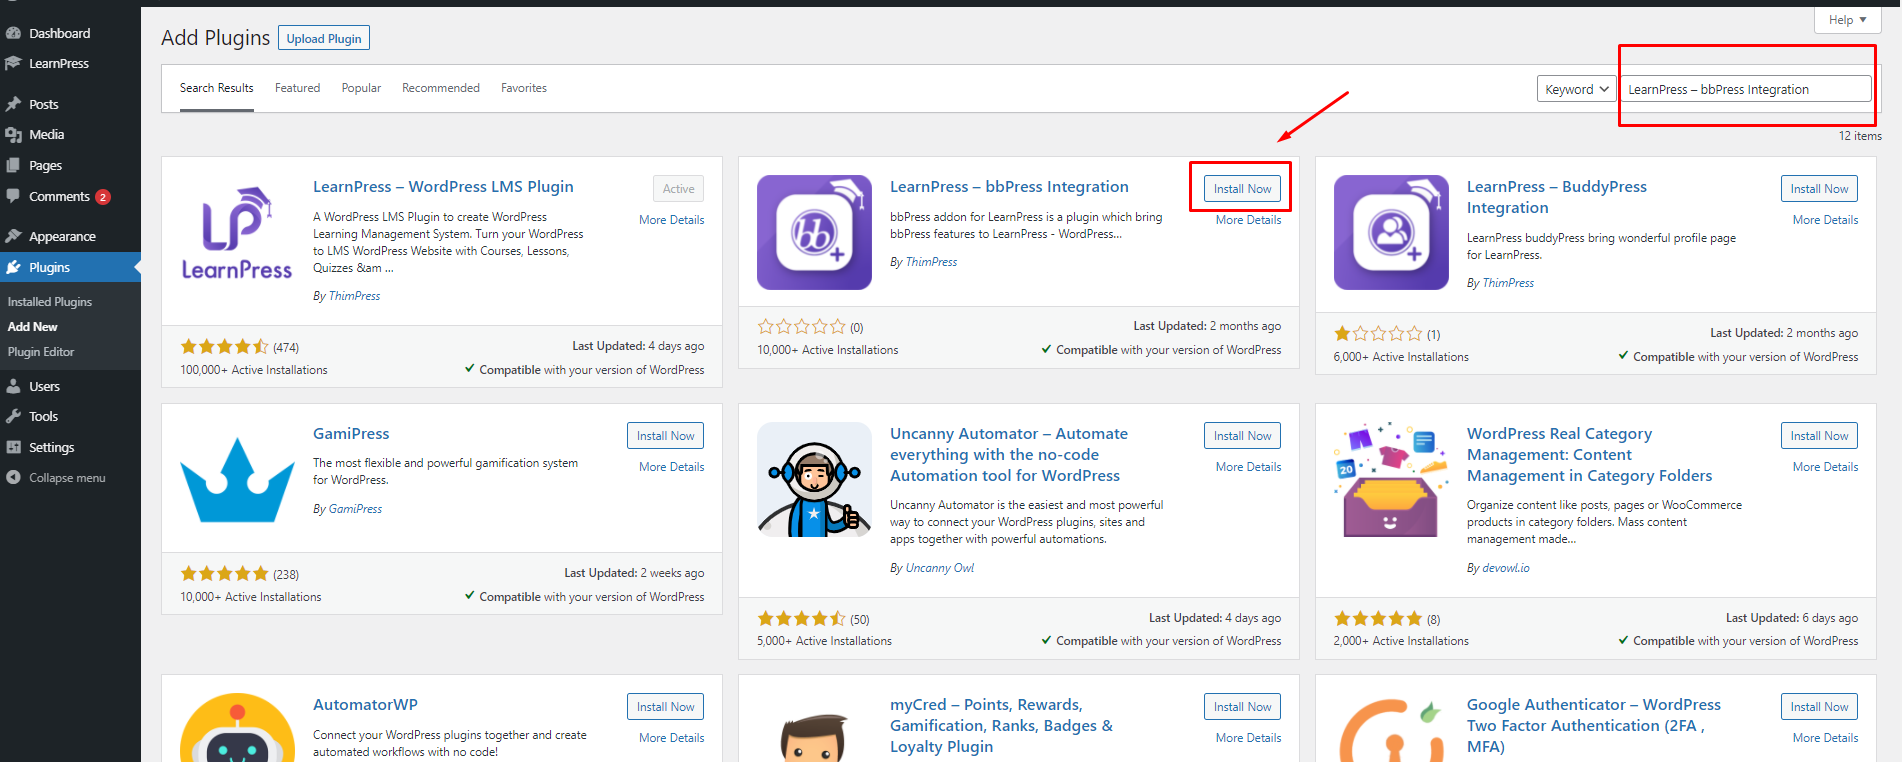 Dashboard
LearnPress
Posts
Media
Pages
Comments 2
Appearance
Plugins
Installed Plugins
Add New
Plugin Editor
Users
Tools
Settings
Collapse menu
Help
Add Plugins
Upload Plugin
Search Results
Featured
Popular
Recommended
Favorites
Keyword
LearnPress – bbPress Integration
12 items
LP
LearnPress
LearnPress – WordPress LMS Plugin
Active
More Details
A WordPress LMS Plugin to create WordPress
Learning Management System. Turn your WordPress
to LMS WordPress Website with Courses, Lessons,
Quizzes &am ...
By ThimPress
(474)
100,000+ Active Installations
Last Updated: 4 days ago
Compatible with your version of WordPress
bb
LearnPress – bbPress Integration
Install Now
More Details
bbPress addon for LearnPress is a plugin which bring
bbPress features to LearnPress - WordPress...
By ThimPress
(0)
10,000+ Active Installations
Last Updated: 2 months ago
Compatible with your version of WordPress
LearnPress – BuddyPress
Integration
Install Now
More Details
LearnPress buddyPress bring wonderful profile page
for LearnPress.
By ThimPress
(1)
6,000+ Active Installations
Last Updated: 2 months ago
Compatible with your version of WordPress
GamiPress
Install Now
More Details
The most flexible and powerful gamification system
for WordPress.
By GamiPress
(238)
10,000+ Active Installations
Last Updated: 2 weeks ago
Compatible with your version of WordPress
Uncanny Automator – Automate
everything with the no-code
Automation tool for WordPress
Install Now
More Details
Uncanny Automator is the easiest and most powerful
way to connect your WordPress plugins, sites and
apps together with powerful automations.
By Uncanny Owl
(50)
5,000+ Active Installations
Last Updated: 4 days ago
Compatible with your version of WordPress
20
WordPress Real Category
Management: Content
Management in Category Folders
Install Now
More Details
Organize content like posts, pages or WooCommerce
products in category folders. Mass content
management made...
By devowl.io
(8)
2,000+ Active Installations
Last Updated: 6 days ago
Compatible with your version of WordPress
AutomatorWP
Install Now
More Details
Connect your WordPress plugins together and create
automated workflows with no code!
myCred – Points, Rewards,
Gamification, Ranks, Badges &
Loyalty Plugin
Install Now
More Details
Google Authenticator – WordPress
Two Factor Authentication (2FA ,
MFA)
Install Now
More Details